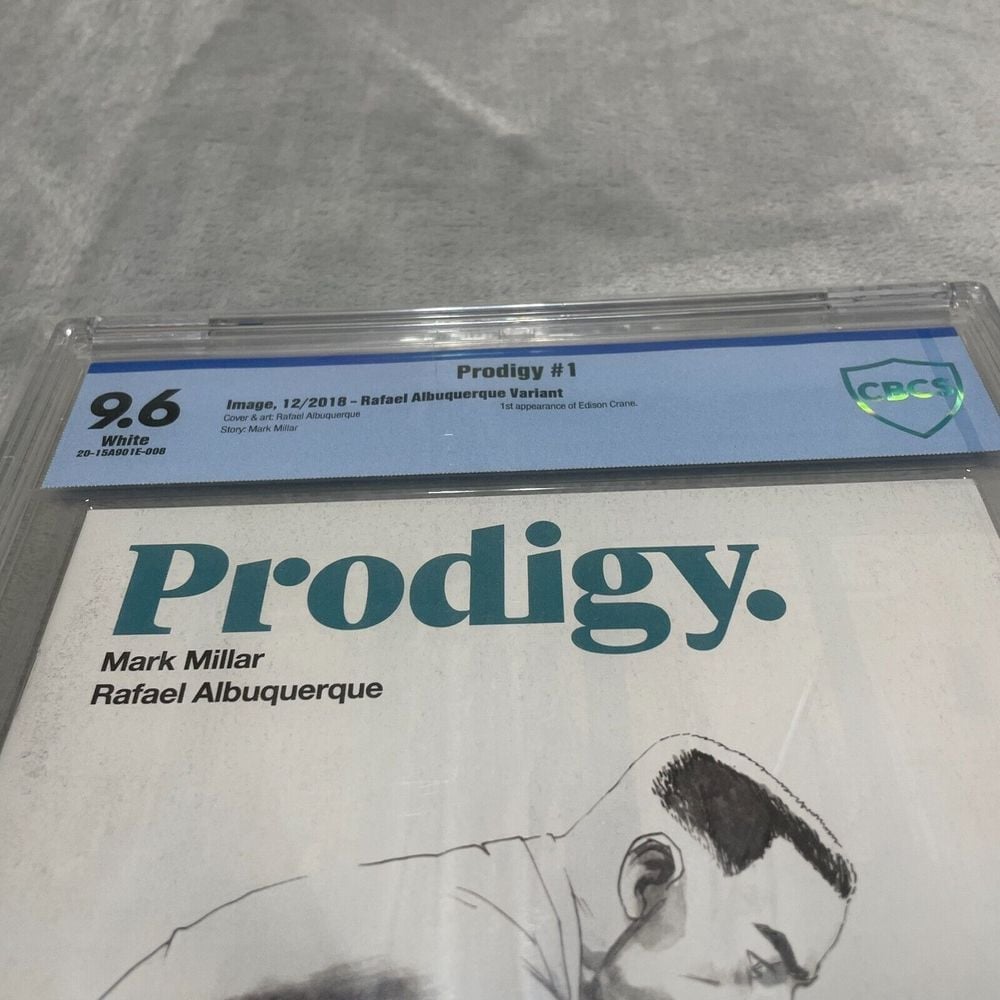 Prodigy #1
9.6
White
20-15A901E-008
Image, 12/2018 - Rafael Albuquerque Variant
Cover & art: Rafael Albuquerque
Story: Mark Millar
1st appearance of Edison Crane.
CBCS
Prodigy.
Mark Millar
Rafael Albuquerque